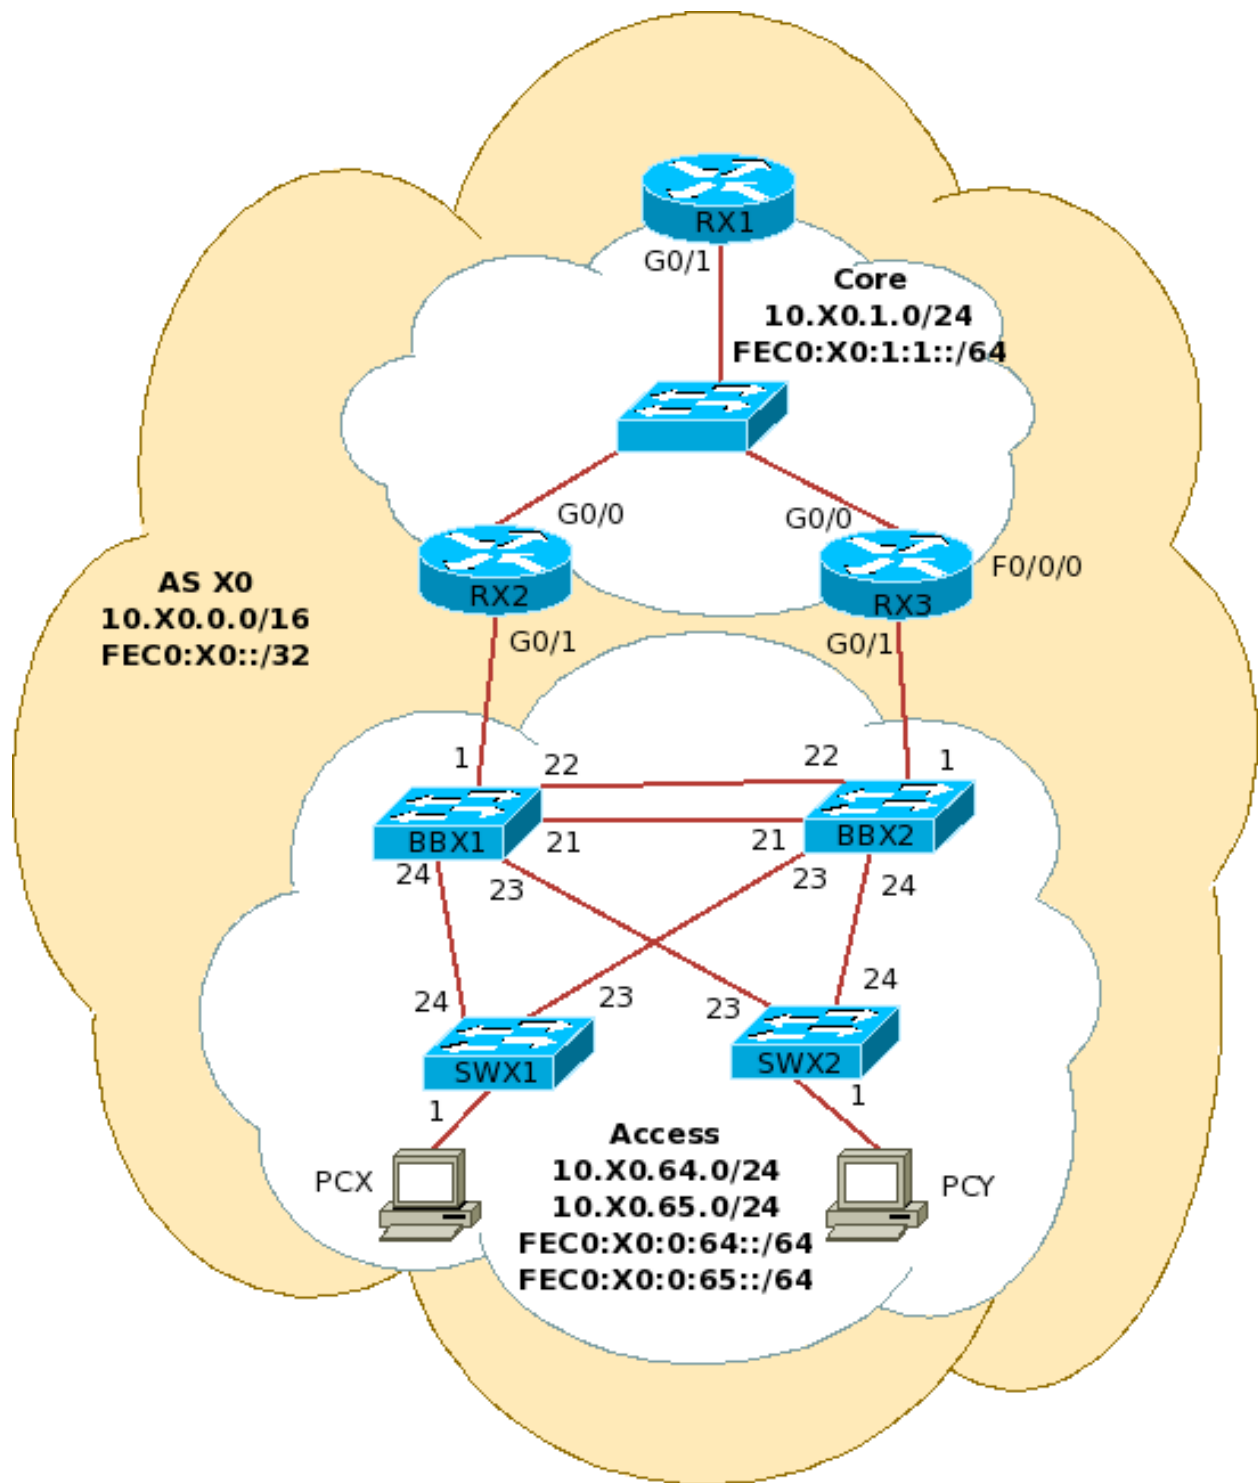 RX1
G0/1
Core
10.X0.1.0/24
FEC0:X0:1:1::/64
G0/0
G0/0
RX2
RX3
F0/0/0
AS X0
10.X0.0.0/16
FEC0:X0::/32
G0/1
G0/1
1
22
22
1
BBX1
21
21
BBX2
24
23
23
24
24
23
23
24
SWX1
SWX2
1
1
PCX
PCY
Access
10.X0.64.0/24
10.X0.65.0/24
FEC0:X0:0:64::/64
FEC0:X0:0:65::/64